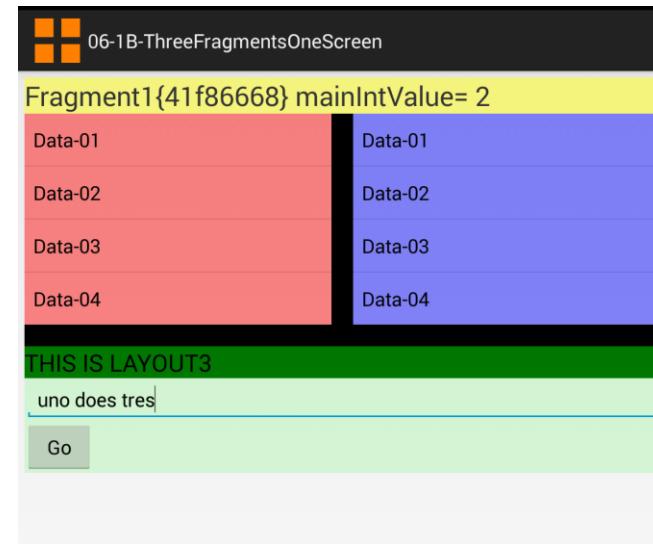 06-1B-ThreeFragmentsOneScreen
Fragment1{41f86668} mainIntValue= 2
Data-01
Data-02
Data-03
Data-04
Data-01
Data-02
Data-03
Data-04
THIS IS LAYOUT3
uno does tres
Go